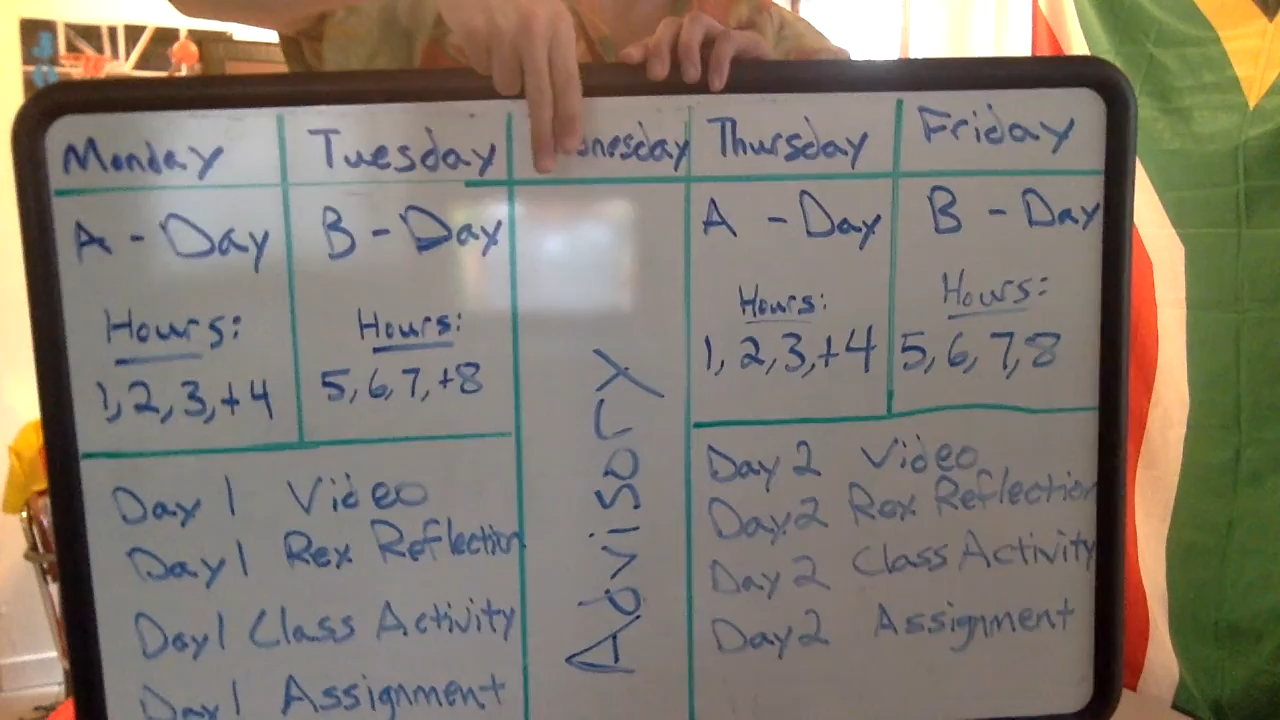 Monday
Tuesday
nesday
Thursday
Friday
A - Day
Hours:
1, 2, 3, + 4
B - Day
Hours:
5, 6, 7, + 8
Day 1 Video
Day 1 Rex Reflection
Day 1 Class Activity
Day 1 Assignment
Advisory
A - Day
Hours:
1, 2, 3, + 4
B - Day
Hours:
5, 6, 7, 8
Day 2 Video
Day 2 Rex Reflection
Day 2 Class Activity
Day 2 Assignment